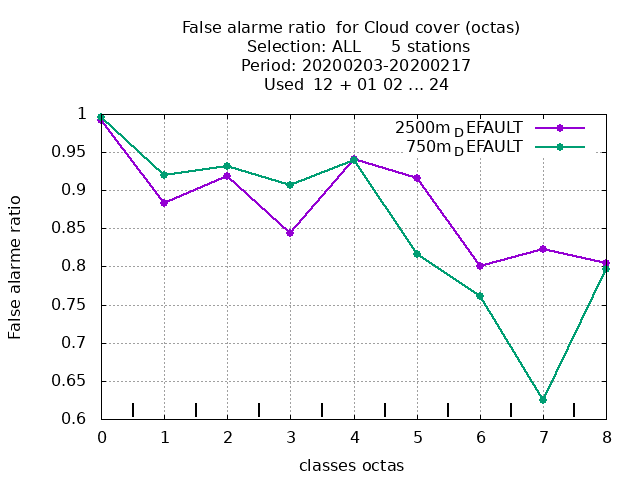 False alarme ratio  for Cloud cover (octas)
Selection: ALL      5 stations
Period: 20200203-20200217
Used  12 + 01 02 ... 24
2500m_DEFAULT
750m_DEFAULT
1
0.95
0.9
0.85
0.8
0.75
0.7
0.65
0.6
False alarme ratio
0 1 2 3 4 5 6 7 8
classes octas